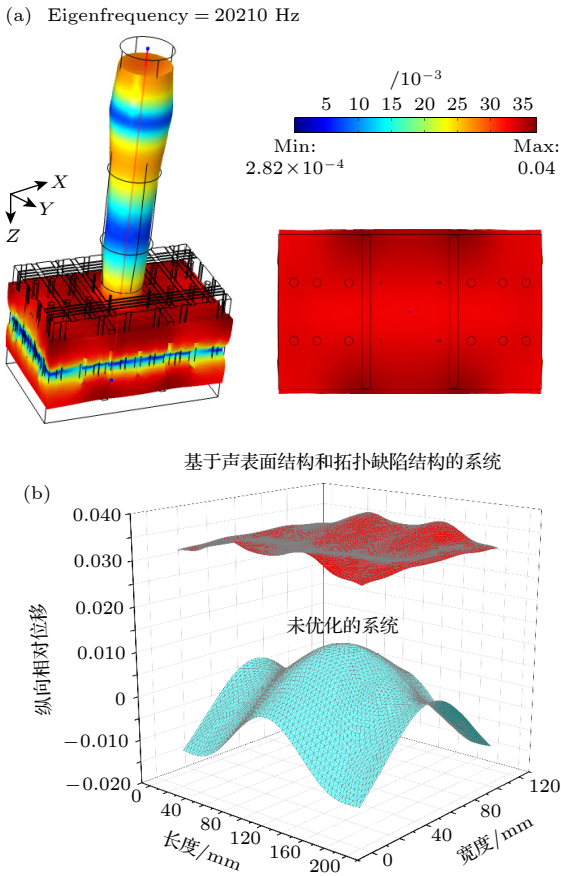 (a) Eigenfrequency = 20210 Hz
/10⁻³
5 10 15 20 25 30 35
Min: Max:
2.82×10⁻⁴ 0.04
X
Y
Z
基于声表面结构和拓扑缺陷结构的系统
(b)
0.040
0.030
0.020
未优化的系统
0.010
纵向相对位移
0
−0.010
−0.020
0 40 80 120 160 200
长度/mm
0 40 80 120
宽度/mm